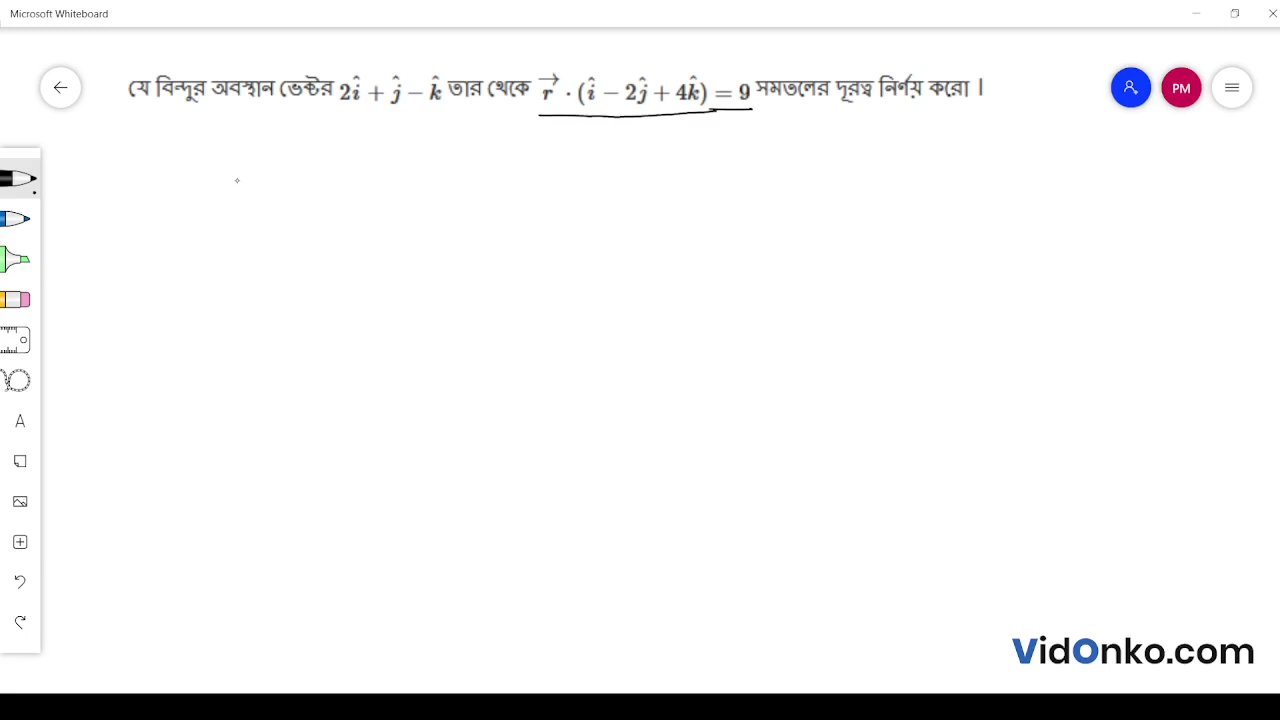 Microsoft Whiteboard
যে বিন্দুর অবস্থান ভেক্টর 2î + ĵ − k̂ তার থেকে r⃗ · (î − 2ĵ + 4k̂) = 9 সমতলের দূরত্ব নির্ণয় করো ।
PM
A
VidOnko.com